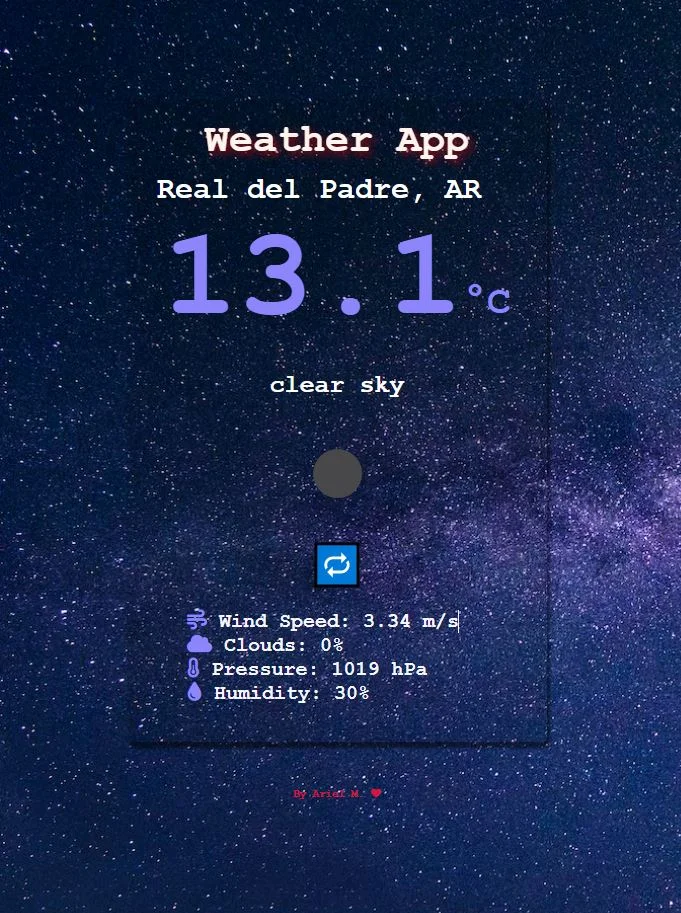 Weather App
Real del Padre, AR
13.1°C
clear sky
Wind Speed: 3.34 m/s
Clouds: 0%
Pressure: 1019 hPa
Humidity: 30%
By Arief M.